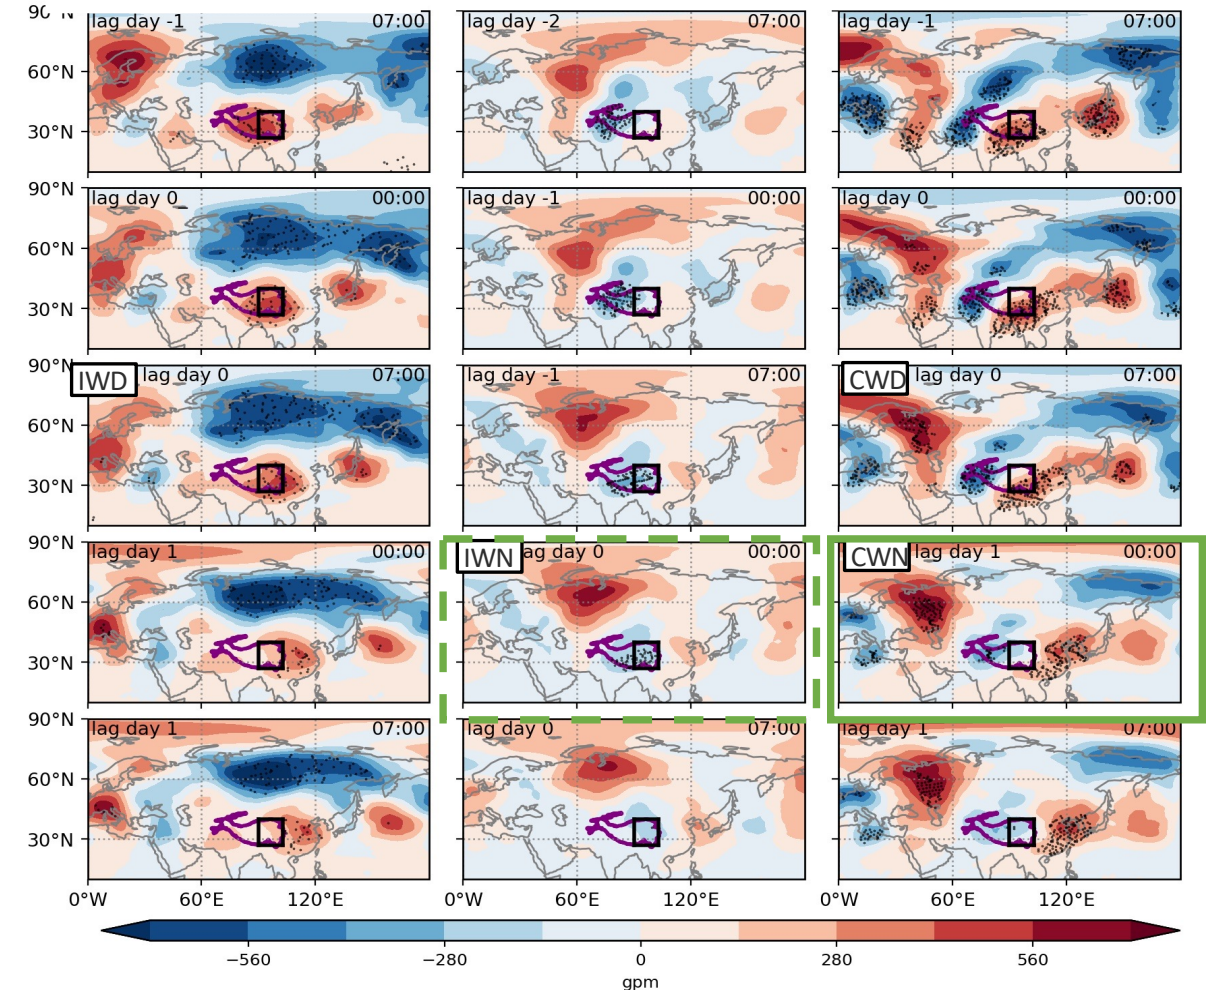 90°N lag day -1 07:00 lag day -2 07:00 lag day -1 07:00
60°N
30°N
90°N lag day 0 00:00 lag day -1 00:00 lag day 0 00:00
60°N
30°N
90°N IWD lag day 0 07:00 lag day -1 07:00 CWD lag day 0 07:00
60°N
30°N
90°N lag day 1 00:00 IWN ag day 0 00:00 CWN lag day 1 00:00
60°N
30°N
90°N lag day 1 07:00 lag day 0 07:00 lag day 1 07:00
60°N
30°N
0°W 60°E 120°E 0°W 60°E 120°E 0°W 60°E 120°E
−560 −280 0 280 560
gpm